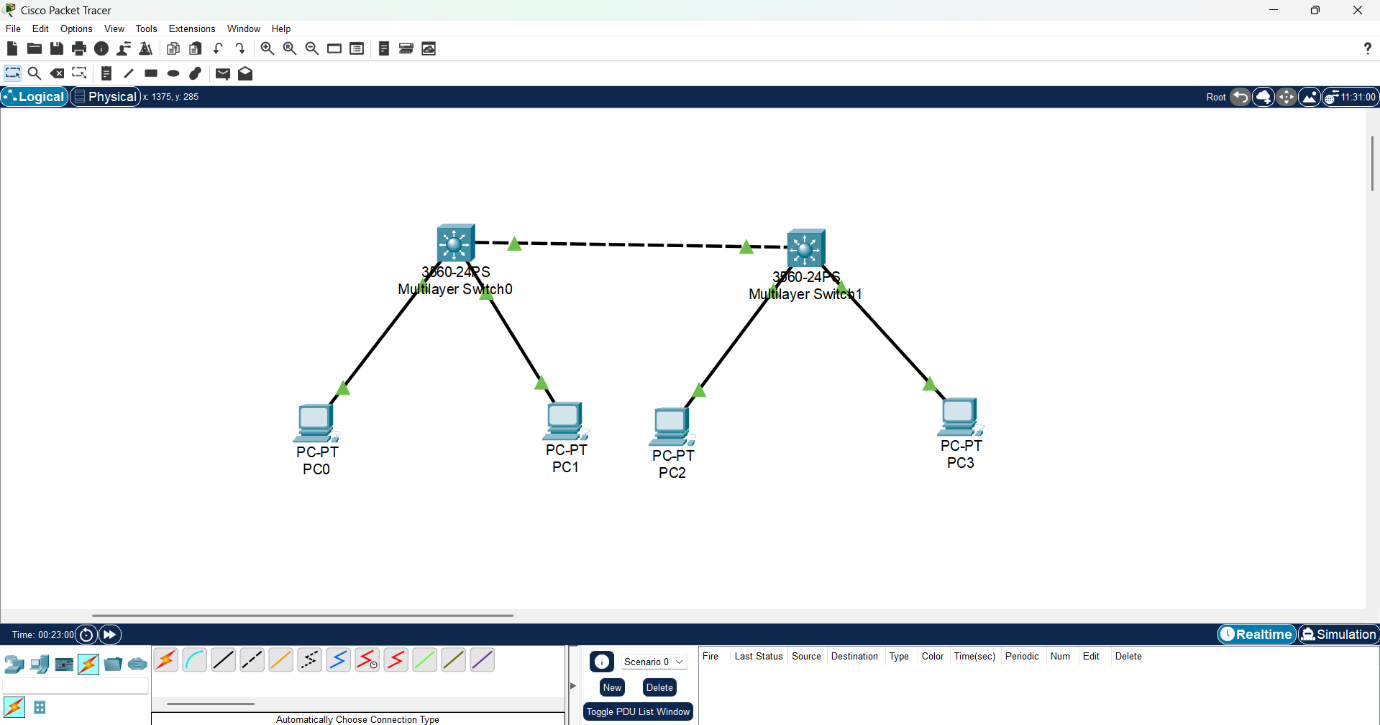 Cisco Packet Tracer
File Edit Options View Tools Extensions Window Help
?
Logical Physical x: 1375, y: 285 Root 11:31:00
3560-24PS
Multilayer Switch0
3560-24PS
Multilayer Switch1
PC-PT
PC0
PC-PT
PC1
PC-PT
PC2
PC-PT
PC3
Time: 00:23:00 Realtime Simulation
Scenario 0
New Delete
Toggle PDU List Window
Fire Last Status Source Destination Type Color Time(sec) Periodic Num Edit Delete
Automatically Choose Connection Type